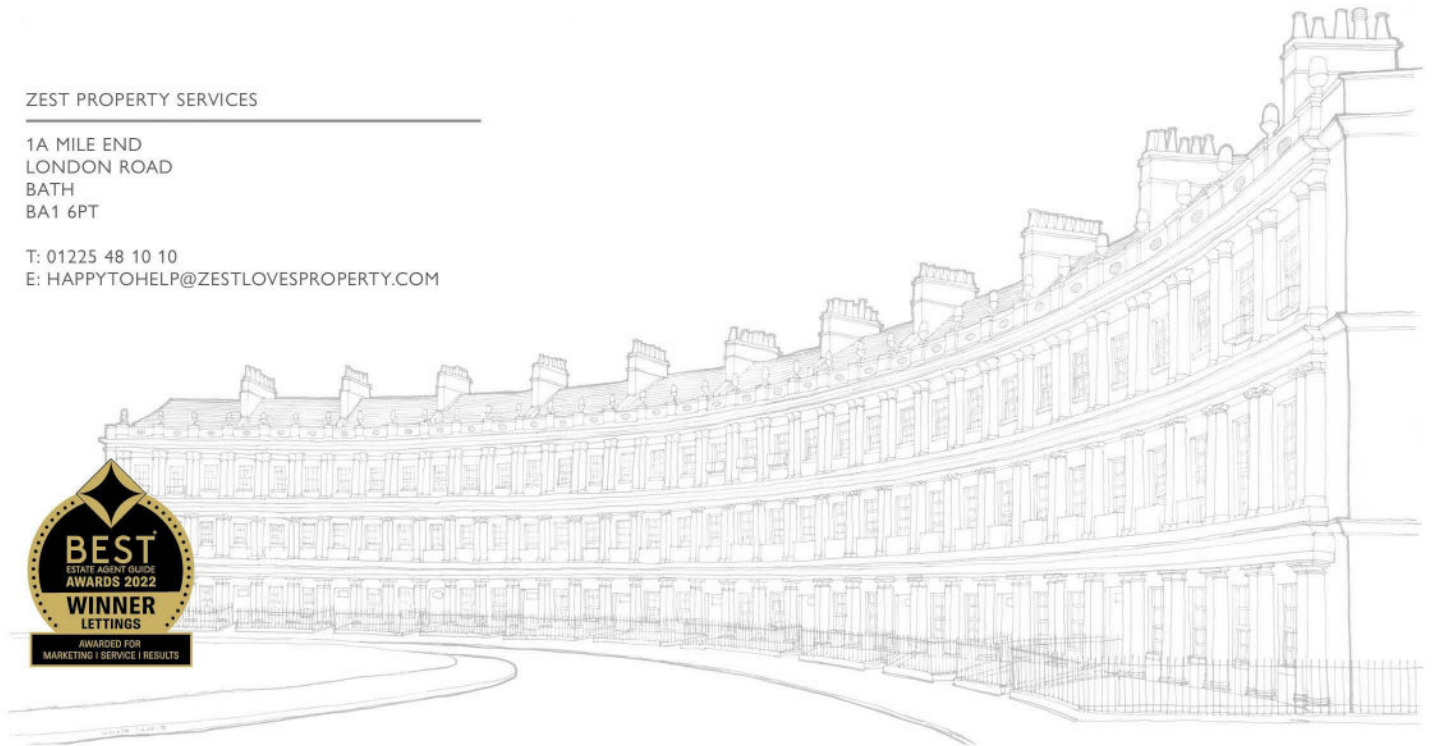 ZEST PROPERTY SERVICES
1A MILE END
LONDON ROAD
BATH
BA1 6PT
T: 01225 48 10 10
E: HAPPYTOHELP@ZESTLOVESPROPERTY.COM
BEST
ESTATE AGENT GUIDE
AWARDS 2022
WINNER
LETTINGS
AWARDED FOR
MARKETING I SERVICE I RESULTS